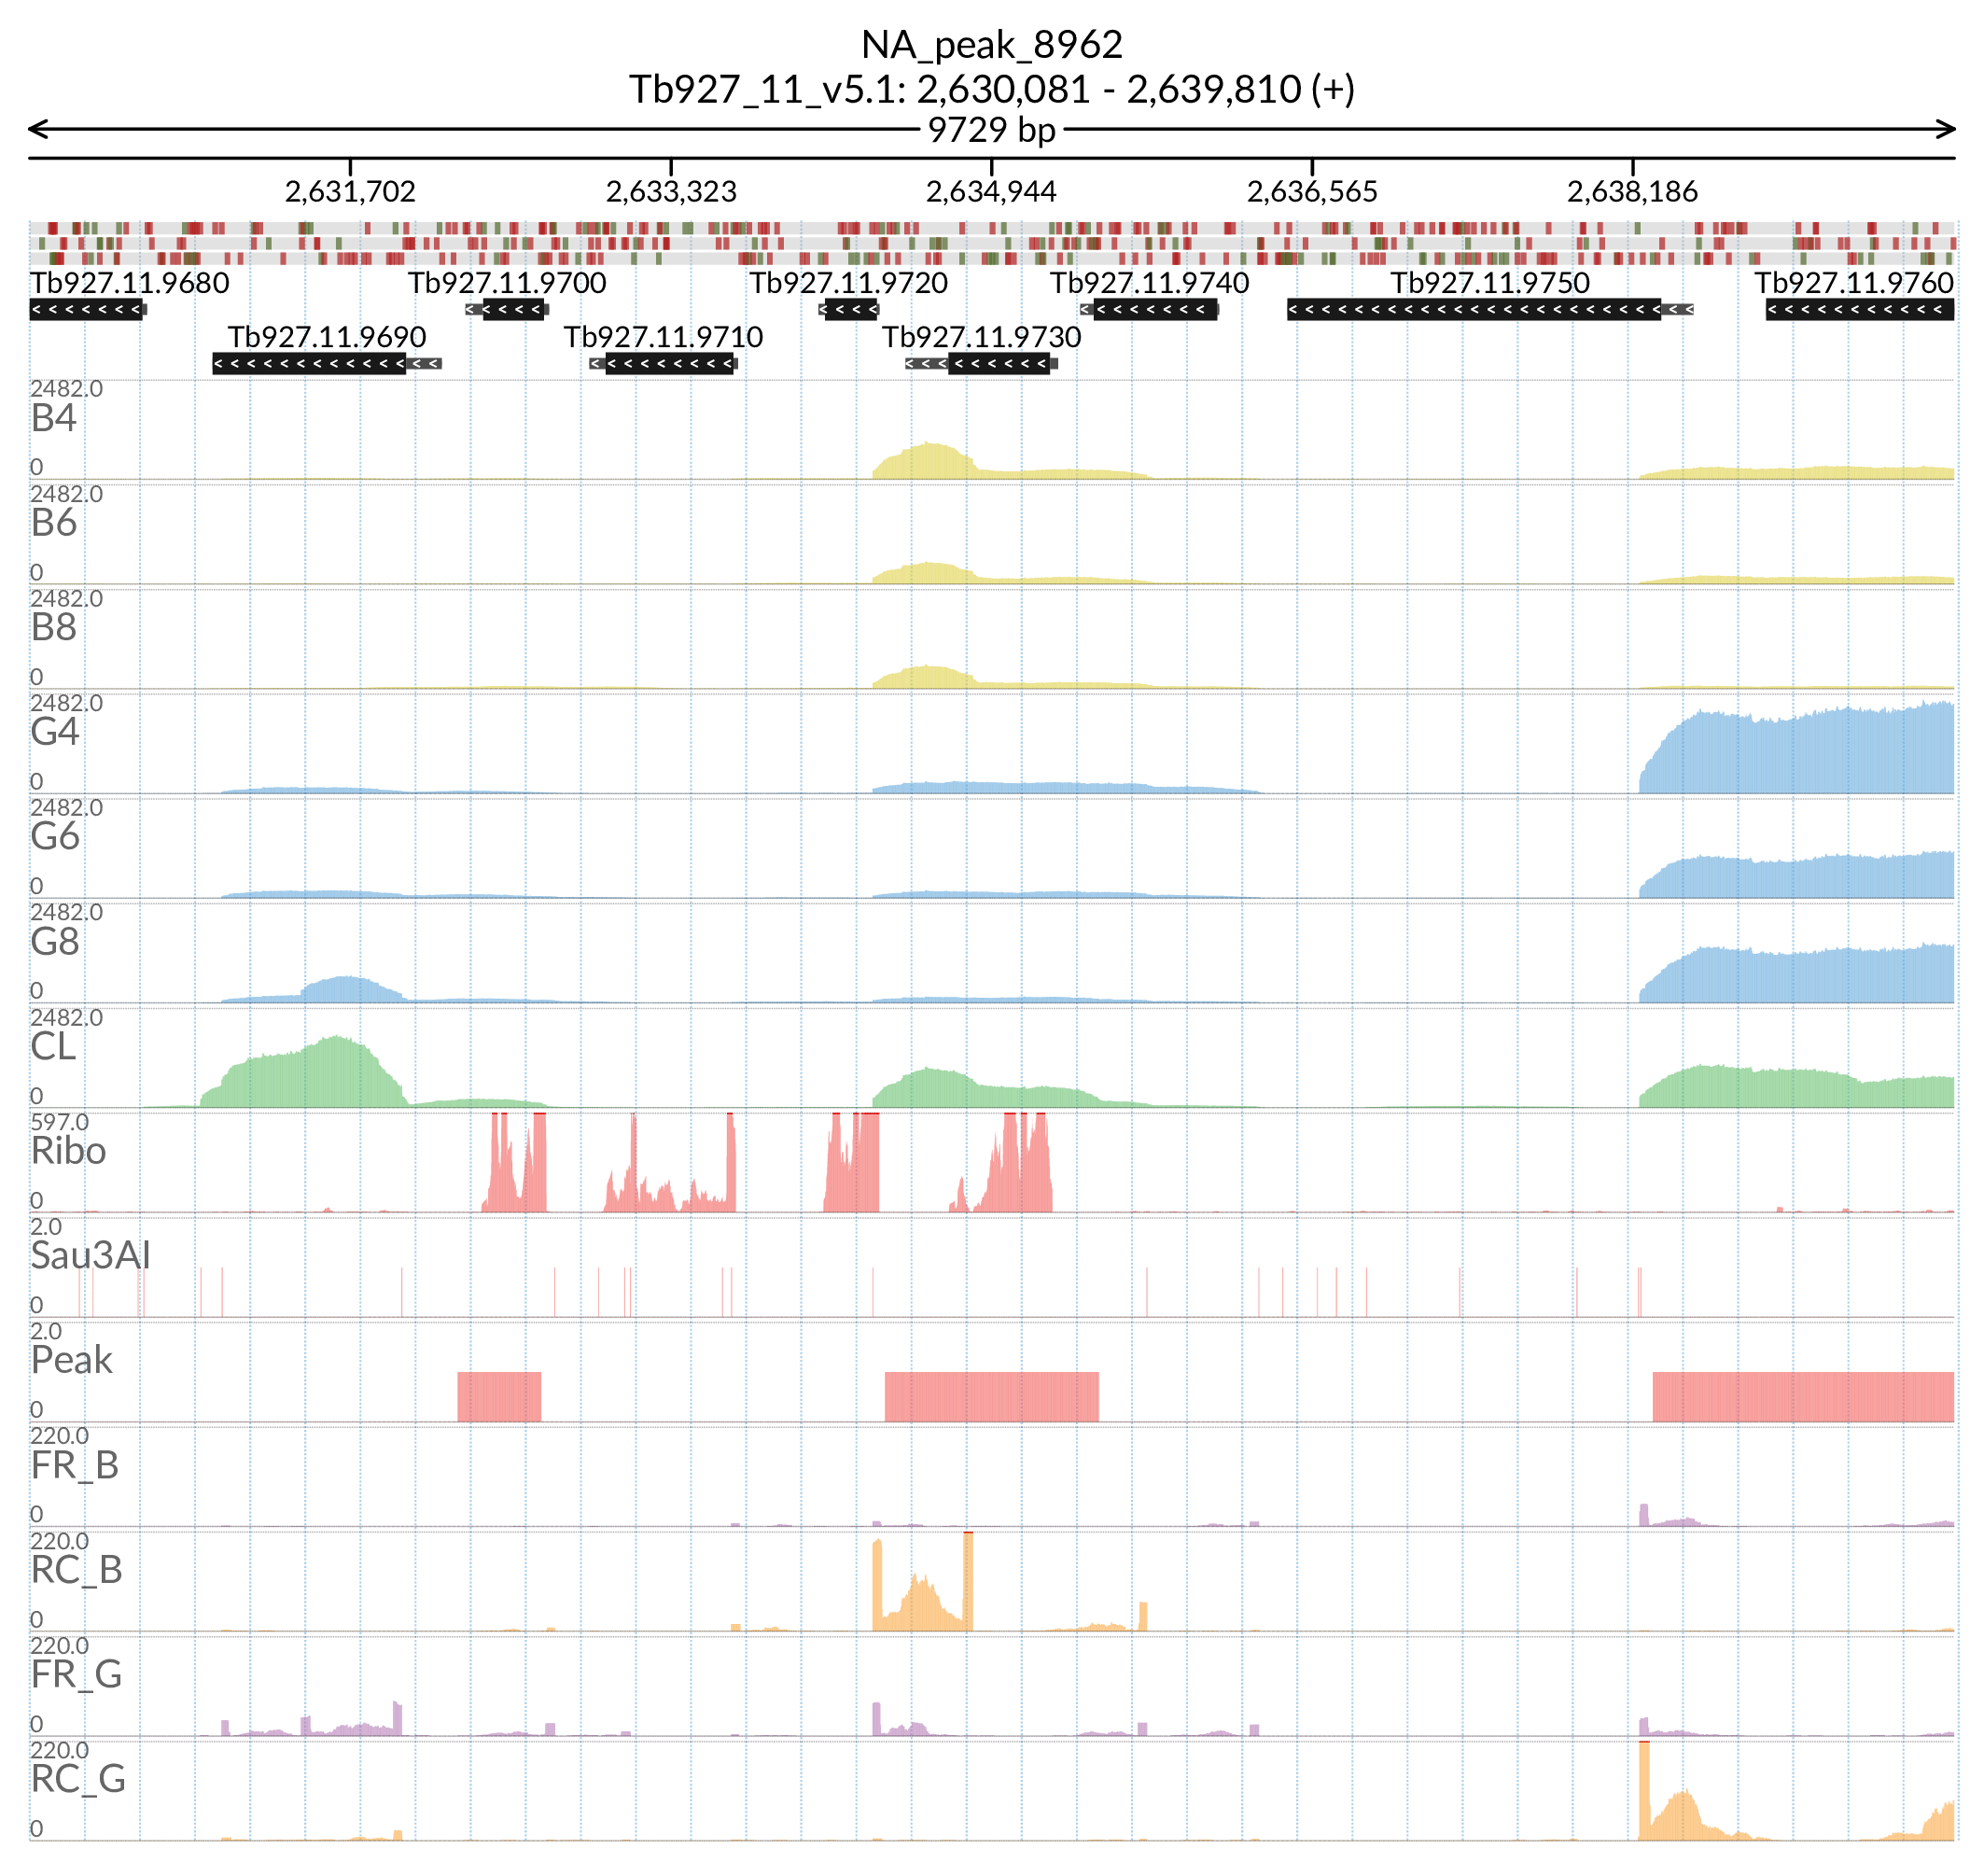 NA_peak_8962
Tb927_11_v5.1: 2,630,081 - 2,639,810 (+)
9729 bp
2,631,702 2,633,323 2,634,944 2,636,565 2,638,186
Tb927.11.9680 Tb927.11.9700 Tb927.11.9720 Tb927.11.9740 Tb927.11.9750 Tb927.11.9760
Tb927.11.9690 Tb927.11.9710 Tb927.11.9730
2482.0
B4
0
2482.0
B6
0
2482.0
B8
0
2482.0
G4
0
2482.0
G6
0
2482.0
G8
0
2482.0
CL
0
597.0
Ribo
0
2.0
Sau3AI
0
2.0
Peak
0
220.0
FR_B
0
220.0
RC_B
0
220.0
FR_G
0
220.0
RC_G
0